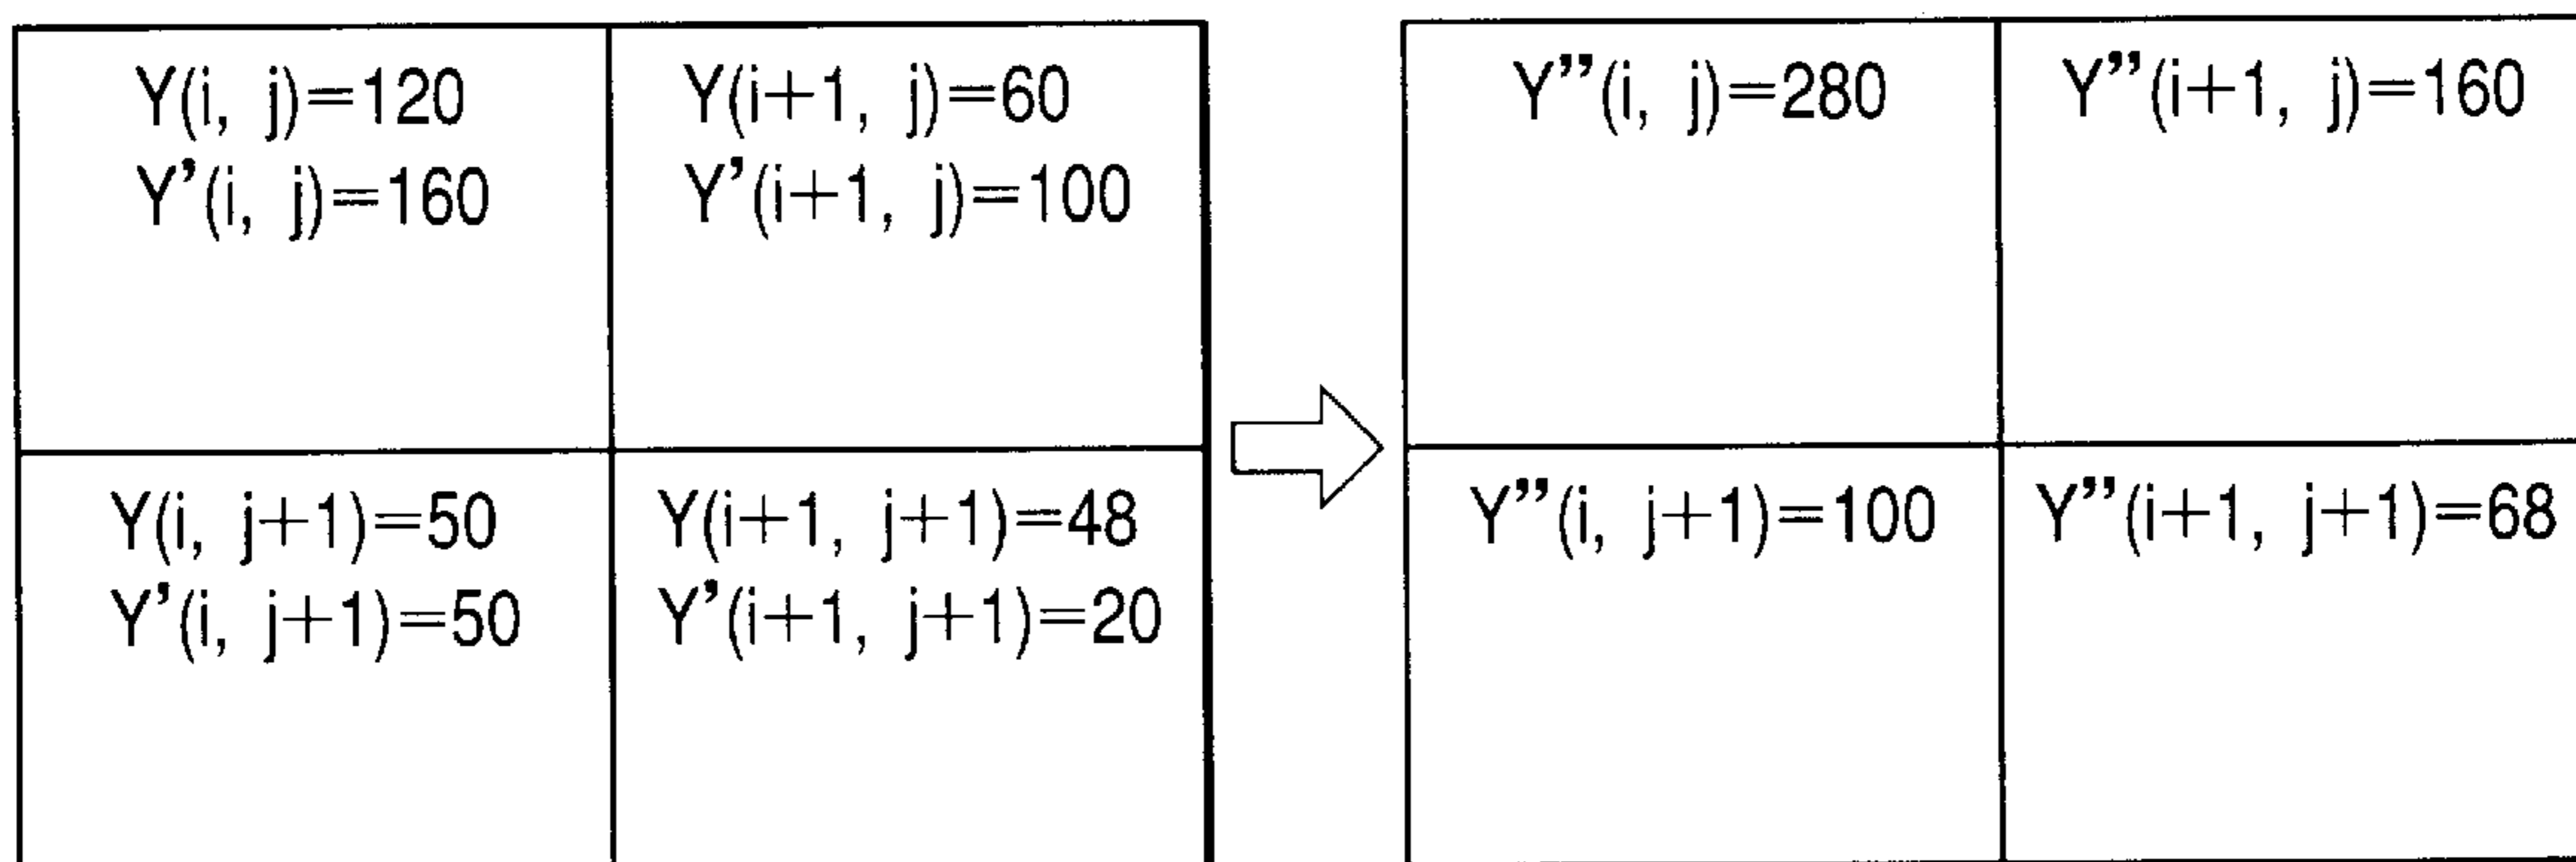 Y(i, j)=120
Y’(i, j)=160
Y(i+1, j)=60
Y’(i+1, j)=100
Y(i, j+1)=50
Y’(i, j+1)=50
Y(i+1, j+1)=48
Y’(i+1, j+1)=20
Y’’(i, j)=280
Y’’(i+1, j)=160
Y’’(i, j+1)=100
Y’’(i+1, j+1)=68